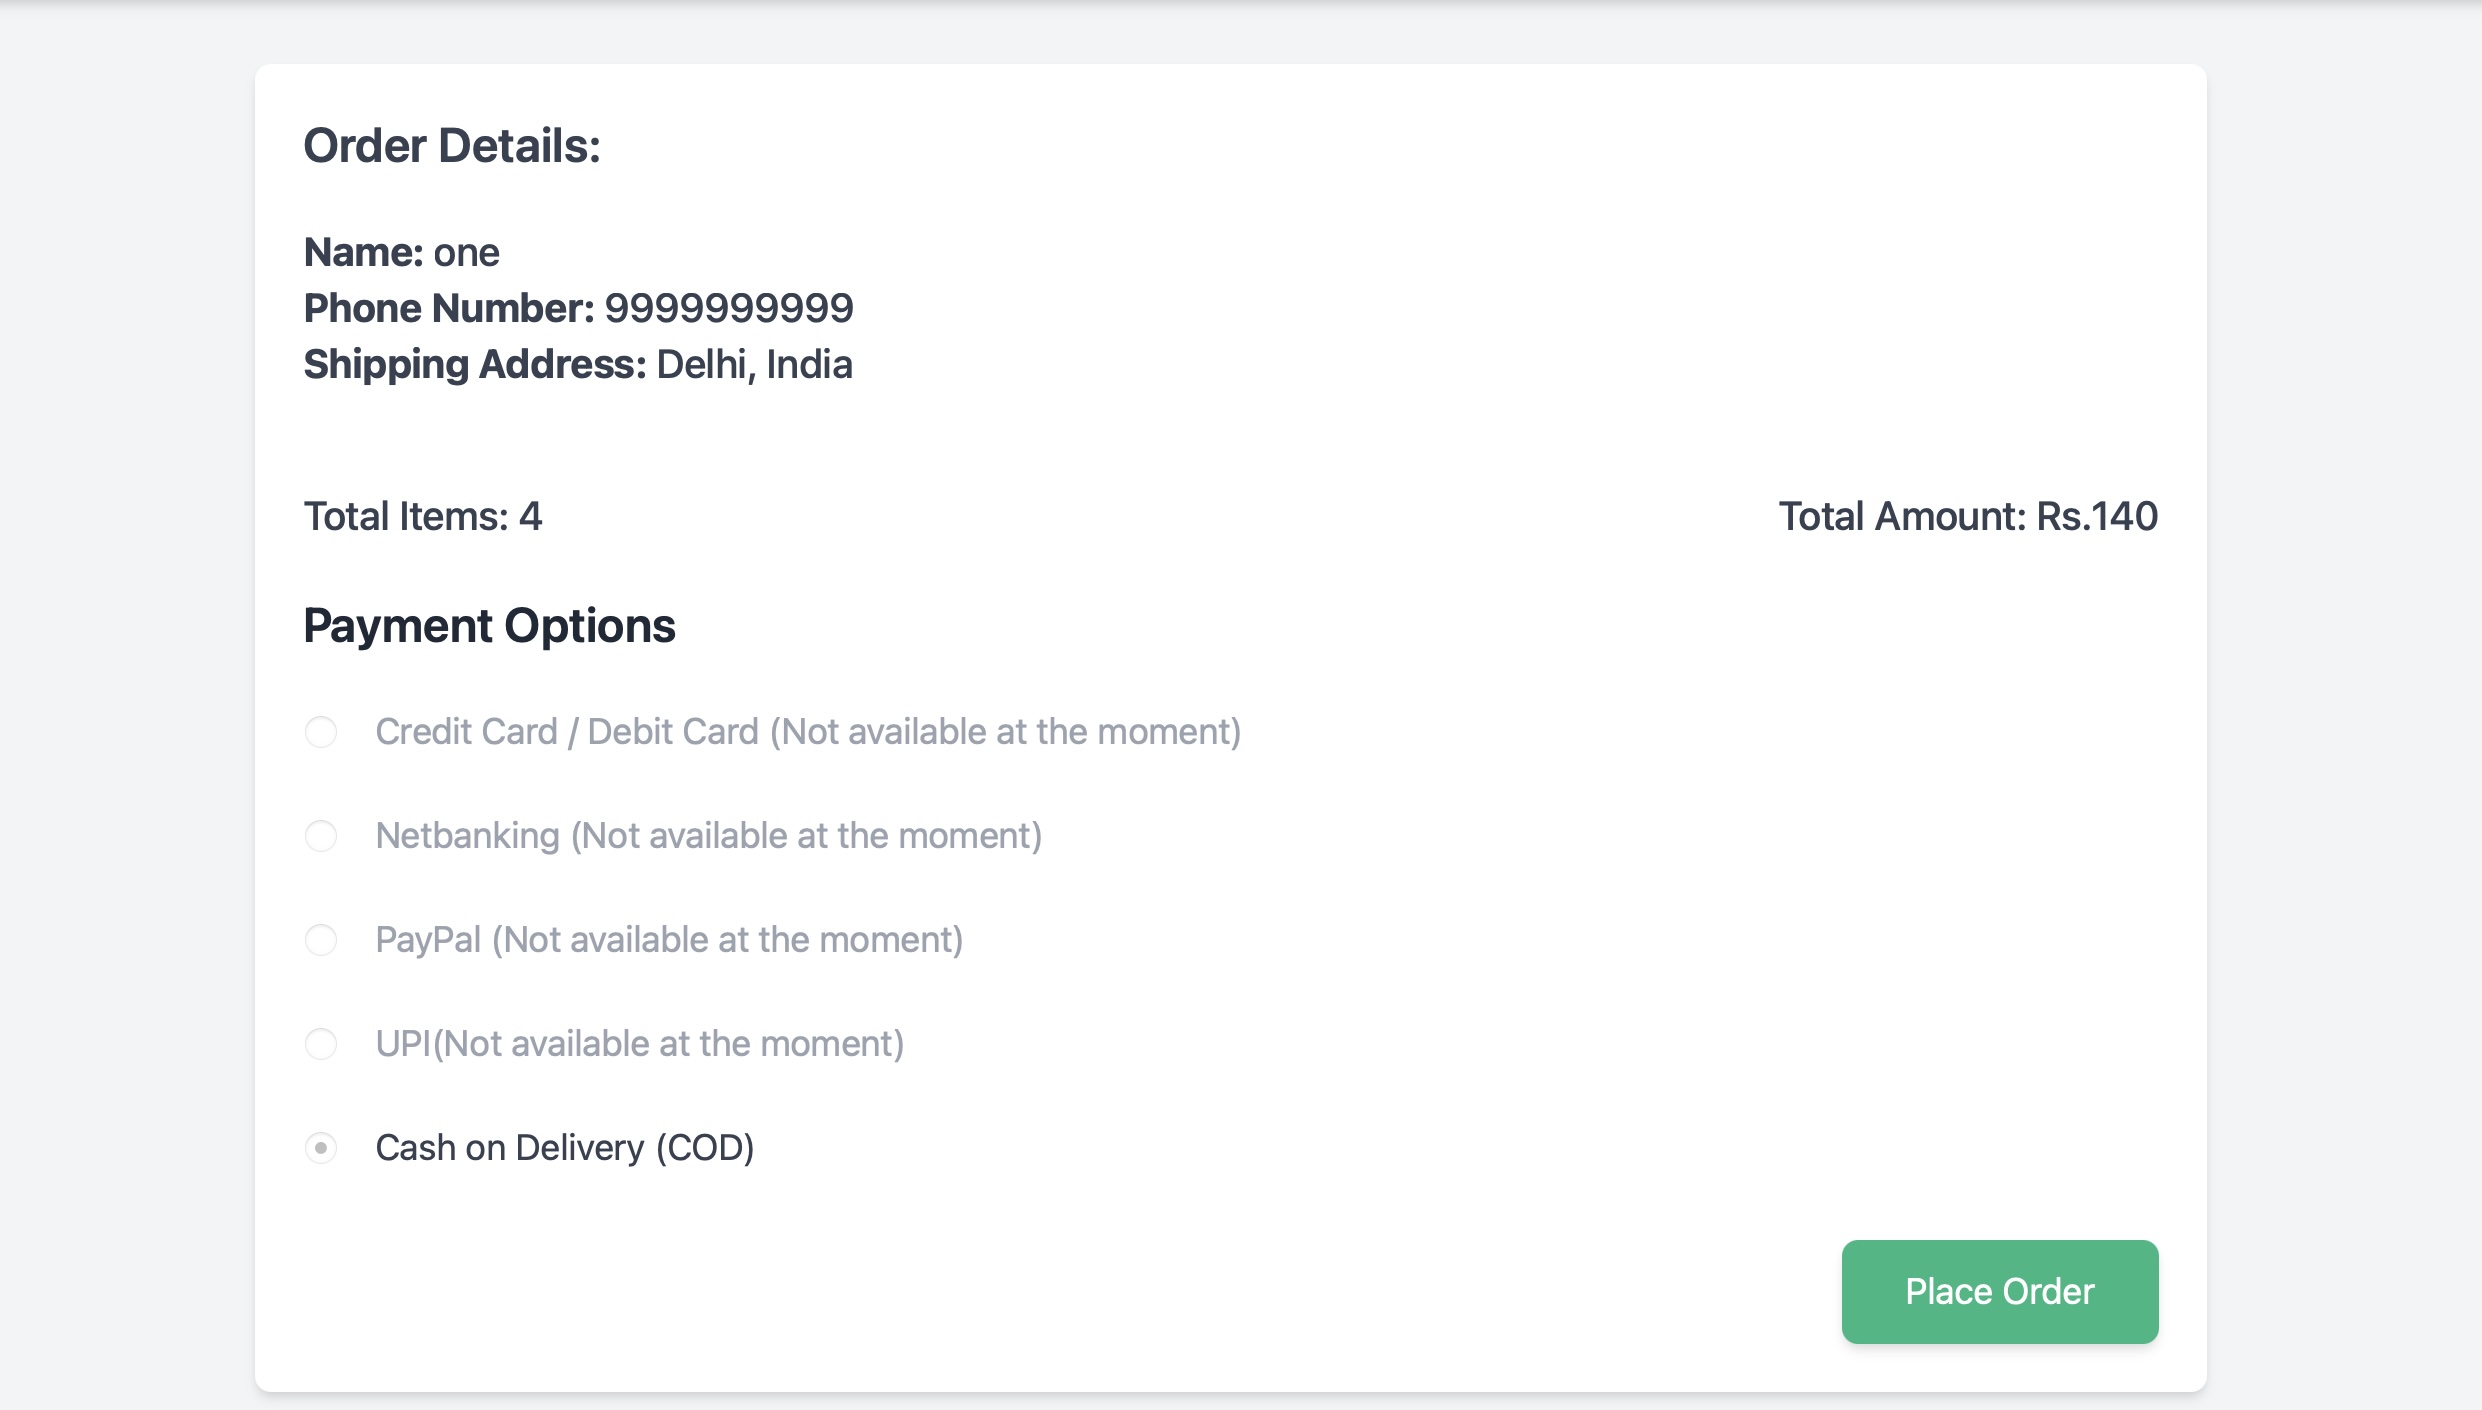 Order Details:
Name: one
Phone Number: 9999999999
Shipping Address: Delhi, India
Total Items: 4
Total Amount: Rs.140
Payment Options
Credit Card / Debit Card (Not available at the moment)
Netbanking (Not available at the moment)
PayPal (Not available at the moment)
UPI(Not available at the moment)
Cash on Delivery (COD)
Place Order